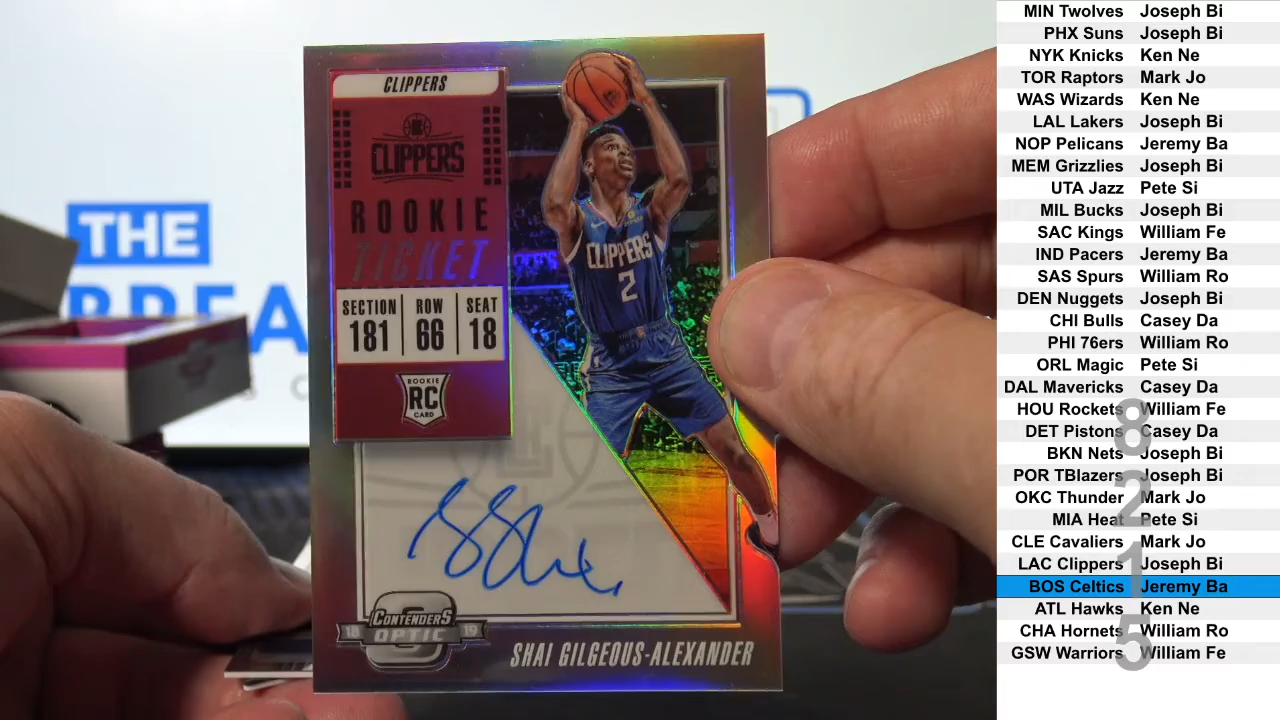 THE
BREA
CLIPPERS
CLIPPERS
ROOKIE
TICKET
SECTION ROW SEAT
181 66 18
ROOKIE
RC
CARD
CLIPPERS
2
CONTENDERS
18 OPTIC 19
SHAI GILGEOUS-ALEXANDER
MIN Twolves Joseph Bi
PHX Suns Joseph Bi
NYK Knicks Ken Ne
TOR Raptors Mark Jo
WAS Wizards Ken Ne
LAL Lakers Joseph Bi
NOP Pelicans Jeremy Ba
MEM Grizzlies Joseph Bi
UTA Jazz Pete Si
MIL Bucks Joseph Bi
SAC Kings William Fe
IND Pacers Jeremy Ba
SAS Spurs William Ro
DEN Nuggets Joseph Bi
CHI Bulls Casey Da
PHI 76ers William Ro
ORL Magic Pete Si
DAL Mavericks Casey Da
HOU Rockets William Fe
DET Pistons Casey Da
BKN Nets Joseph Bi
POR TBlazers Joseph Bi
OKC Thunder Mark Jo
MIA Heat Pete Si
CLE Cavaliers Mark Jo
LAC Clippers Joseph Bi
BOS Celtics Jeremy Ba
ATL Hawks Ken Ne
CHA Hornets William Ro
GSW Warriors William Fe
8
2
1
5